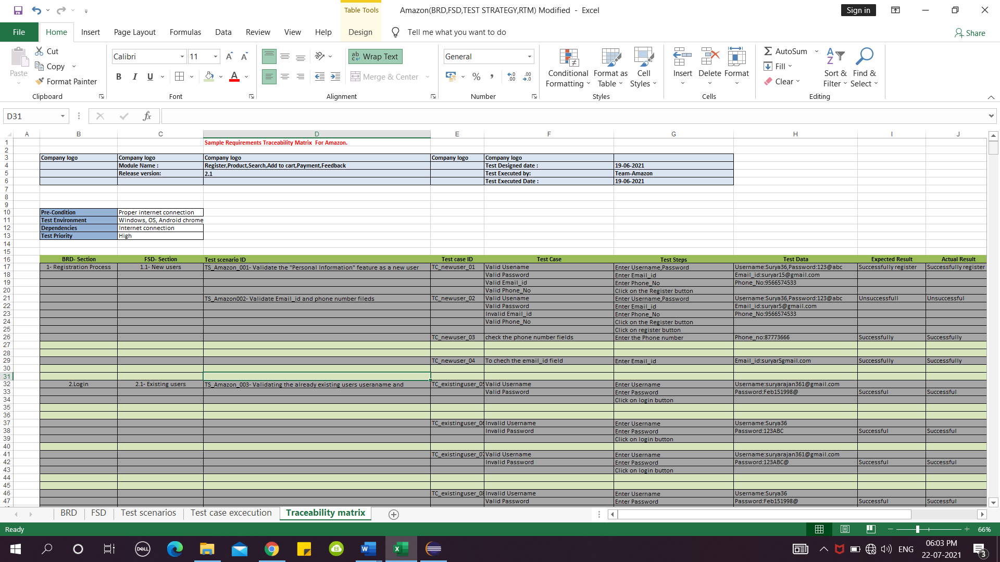 Table Tools
Amazon(BRD,FSD,TEST STRATEGY,RTM) Modified - Excel
Sign in
File Home Insert Page Layout Formulas Data Review View Help Design Tell me what you want to do Share
Cut
Copy
Format Painter
Paste
Clipboard
Calibri 11
B I U
Font
Wrap Text
Merge & Center
Alignment
General
Number
Conditional Formatting
Format as Table
Cell Styles
Styles
Insert Delete Format
Cells
AutoSum
Fill
Clear
Sort & Filter
Find & Select
Editing
D31 fx
A B C D E F G H I J
1 Sample Requirements Traceability Matrix For Amazon.
2
3 Company logo Company logo Company logo Company logo Company logo
4 Module Name : Register,Product,Search,Add to cart,Payment,Feedback Test Designed date : 19-06-2021
5 Release version: 2.1 Test Executed by: Team-Amazon
6 Test Executed Date : 19-06-2021
7
8
9
10 Pre-Condition Proper internet connection
11 Test Environment Windows, OS, Android chrome
12 Dependencies Internet connection
13 Test Priority High
14
15
16 BRD- Section FSD- Section Test scenario ID Test case ID Test Case Test Steps Test Data Expected Result Actual Result
17 1- Registration Process 1.1- New users TS_Amazon_001- Validate the "Personal Information" feature as a new user TC_newuser_01 Valid Usename Enter Username,Password Username:Surya36,Password:123@abc Successfully register Successfully register
18 Valid Password Enter Email_id Email_id:suryar15@gmail.com
19 Valid Email_id Enter Phone_No Phone_No:9566574533
20 Valid Phone_No Click on the Register button
21 TS_Amazon002- Validate Email_id and phone number fileds TC_newuser_02 Valid Usename Enter Username,Password Username:Surya36,Password:123@abc Unsuccessfull Unsuccessful
22 Valid Password Enter Email_id Email_id:suryar5@gmail.com
23 Invalid Email_id Enter Phone_No Phone_No:9566574533
24 Valid Phone_No Click on the Register button
25 Click on register button
26 TC_newuser_03 check the phone number fields Enter the Phone number Phone_no:87773666 Successfully Successfully
27
28
29 TC_newuser_04 To chech the email_id field Enter Email_id Email_id:suryar5gmail.com Successfully Successfully
30
31
32 2.Login 2.1- Existing users TS_Amazon_003- Validating the already existing users useraname and TC_existinguser_05 Valid Username Enter Username Username:suryarajan361@gmail.com
33 Valid Password Enter Password Password:Feb151998@ Successful Successful
34 Click on login button
35
36
37 TC_existinguser_06 Invalid Username Enter Username Username:Surya36
38 Invalid Password Enter Password Password:123ABC Successful Successful
39 Click on login button
40
41 TC_existinguser_07 Valid Username Enter Username Username:suryarajan361@gmail.com
42 Invalid Password Enter Password Password:123ABC@ Successful Successful
43 Click on login button
44
45
46 TC_existinguser_08 Invalid Username Enter Username Username:Surya36
47 Valid Password Enter Password Password:Feb151998@ Successful Successful
BRD FSD Test scenarios Test case excecution Traceability matrix
Ready 66%
DELL
ENG
06:03 PM
22-07-2021
3